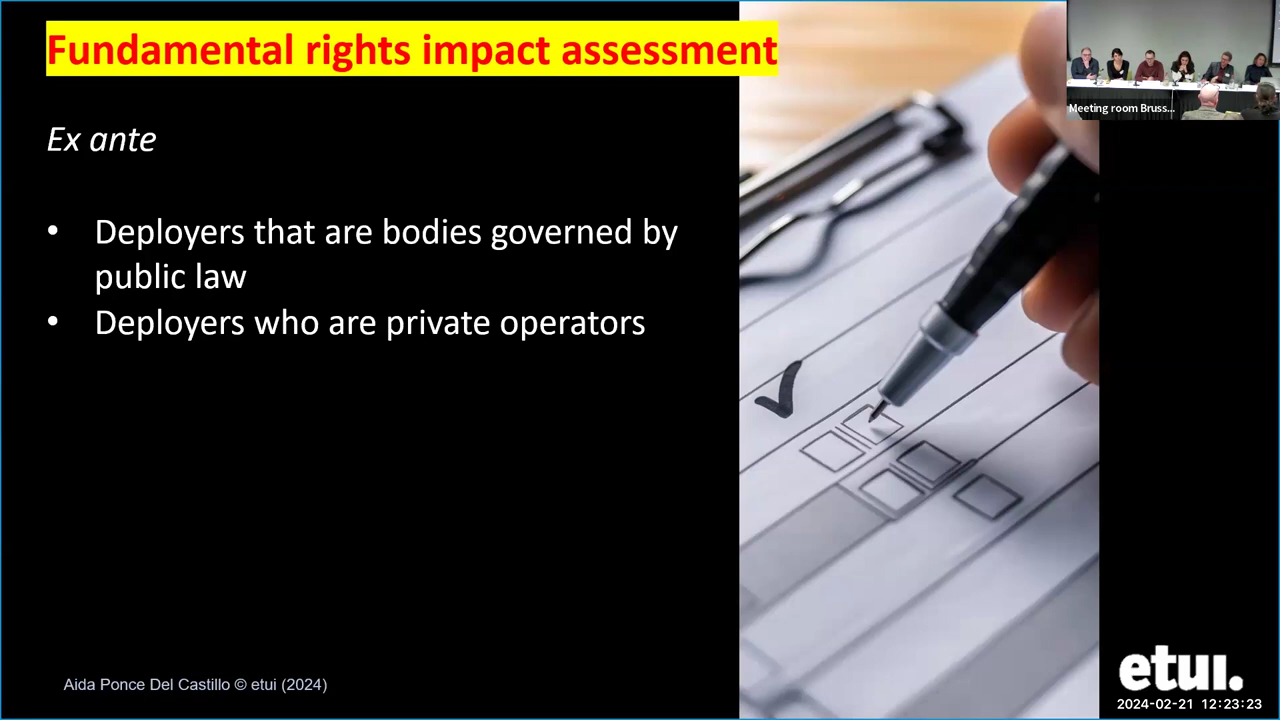 Fundamental rights impact assessment
Meeting room Bruss...
Ex ante
• Deployers that are bodies governed by
public law
• Deployers who are private operators
Aida Ponce Del Castillo © etui (2024)
etui.
2024-02-21 12:23:23